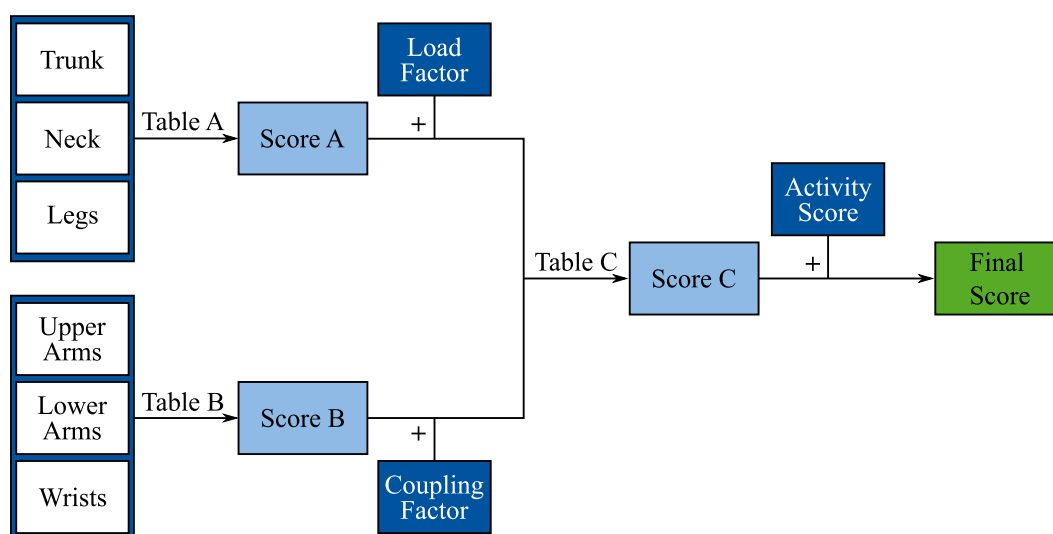 Trunk
Neck
Legs
Table A
Score A
Load
Factor
+
Upper
Arms
Lower
Arms
Wrists
Table B
Score B
+
Coupling
Factor
Table C
Score C
Activity
Score
+
Final
Score